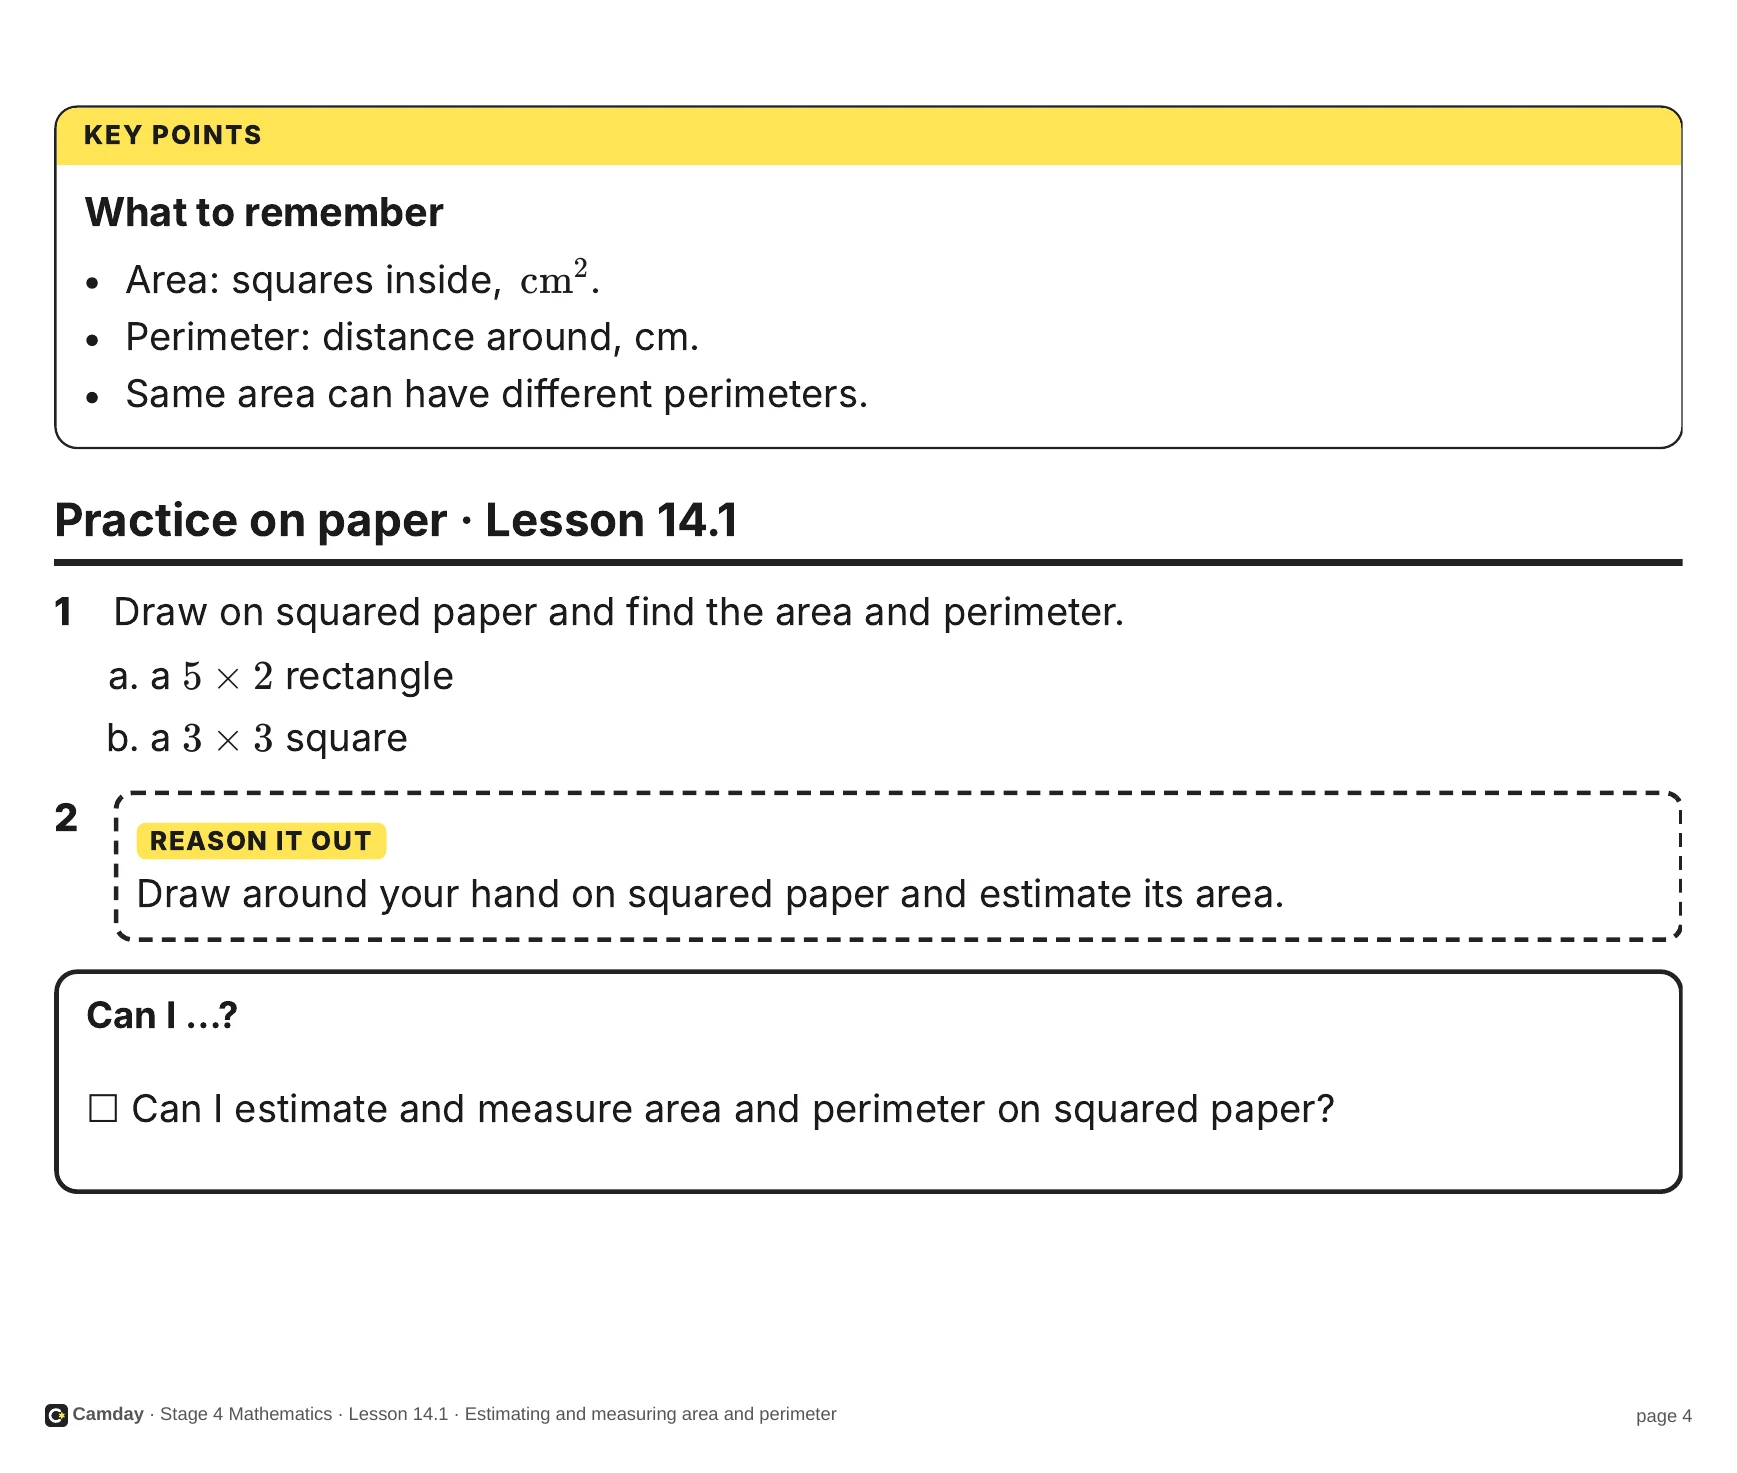 KEY POINTS
What to remember
• Area: squares inside, cm².
• Perimeter: distance around, cm.
• Same area can have different perimeters.
Practice on paper · Lesson 14.1
1 Draw on squared paper and find the area and perimeter.
a. a 5 × 2 rectangle
b. a 3 × 3 square
2
REASON IT OUT
Draw around your hand on squared paper and estimate its area.
Can I …?
☐ Can I estimate and measure area and perimeter on squared paper?
Camday · Stage 4 Mathematics · Lesson 14.1 · Estimating and measuring area and perimeter page 4